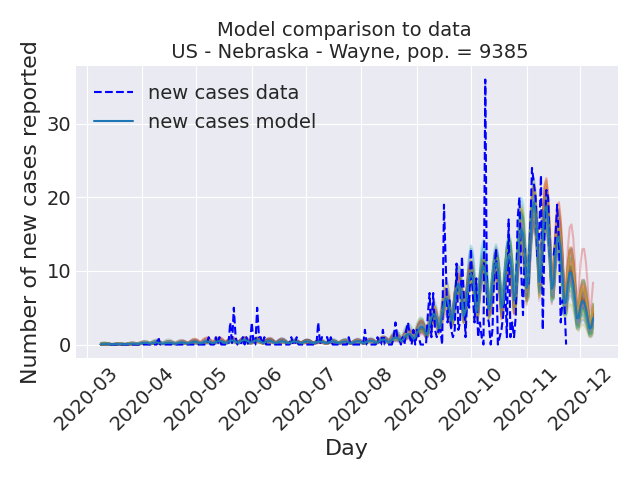 Model comparison to data
US - Nebraska - Wayne, pop. = 9385
Number of new cases reported
new cases data
new cases model
30
20
10
0
2020-03
2020-04
2020-05
2020-06
2020-07
2020-08
2020-09
2020-10
2020-11
2020-12
Day